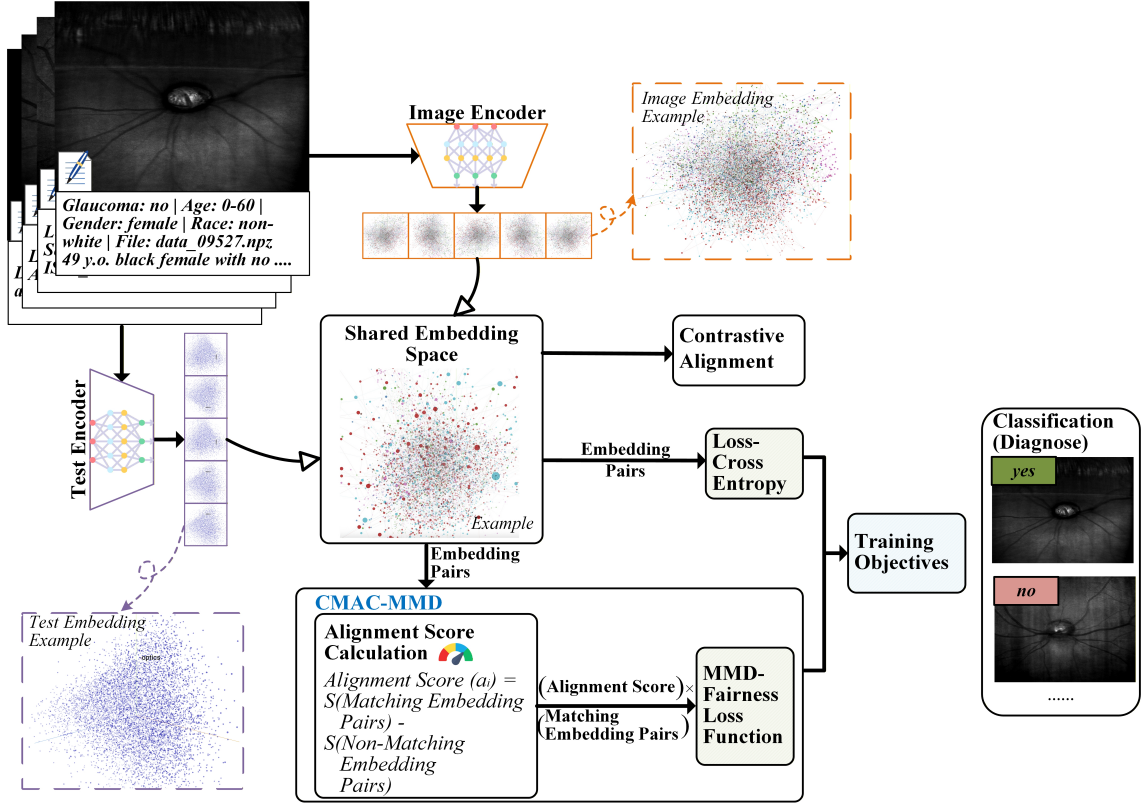 Glaucoma: no | Age: 0-60 |
Gender: female | Race: non-
white | File: data_09527.npz
49 y.o. black female with no ....
L
S
IS
L
A
L
a
Image Encoder
Image Embedding
Example
Test Encoder
Test Embedding
Example
optics
Shared Embedding
Space
Example
Contrastive
Alignment
Embedding
Pairs
Loss-
Cross
Entropy
Embedding
Pairs
CMAC-MMD
Alignment Score
Calculation
Alignment Score (aᵢ) =
S(Matching Embedding
Pairs) -
S(Non-Matching
Embedding
Pairs)
(Alignment Score)×
(Matching
Embedding Pairs)
MMD-
Fairness
Loss
Function
Training
Objectives
Classification
(Diagnose)
yes
no
......